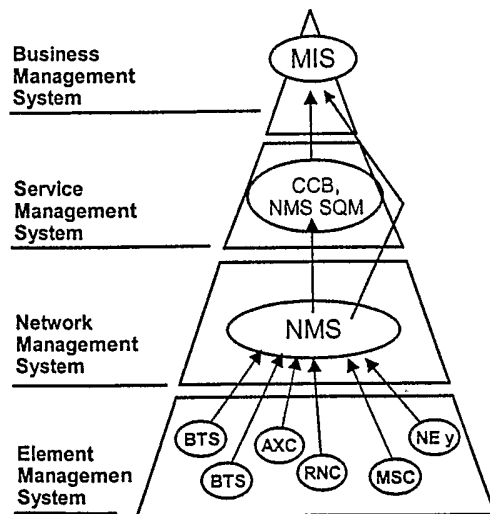 Business
Management
System
MIS
Service
Management
System
CCB,
NMS SQM
Network
Management
System
NMS
Element
Managemen
System
BTS
BTS
AXC
RNC
MSC
NE y